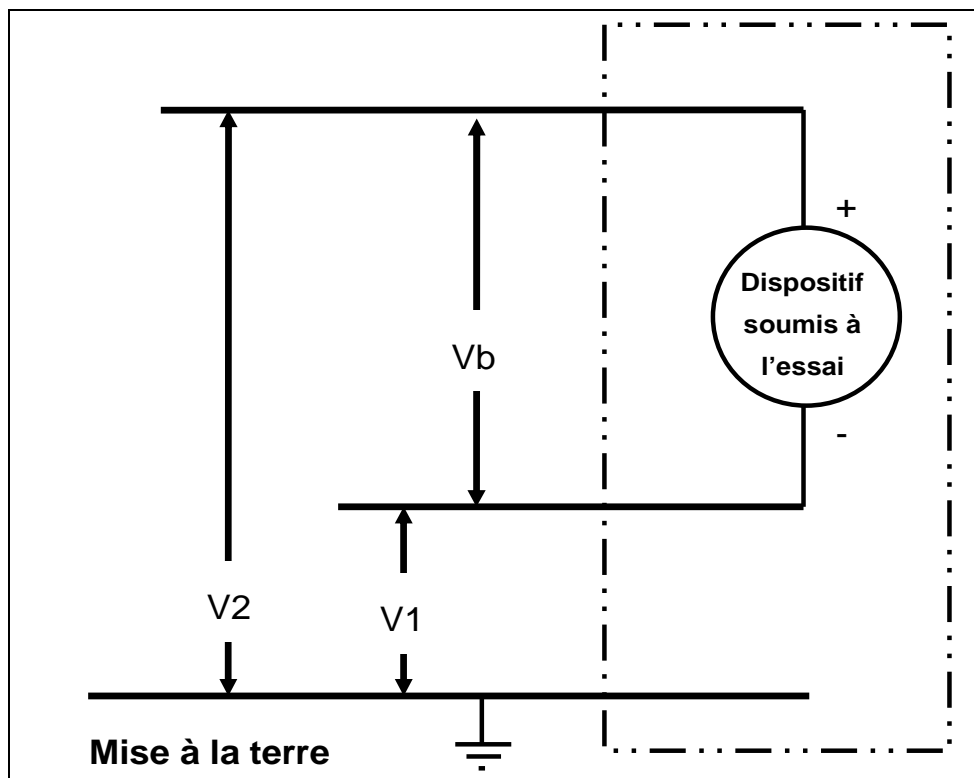 +
Dispositif
soumis à
l'essai
-
Vb
V2
V1
Mise à la terre